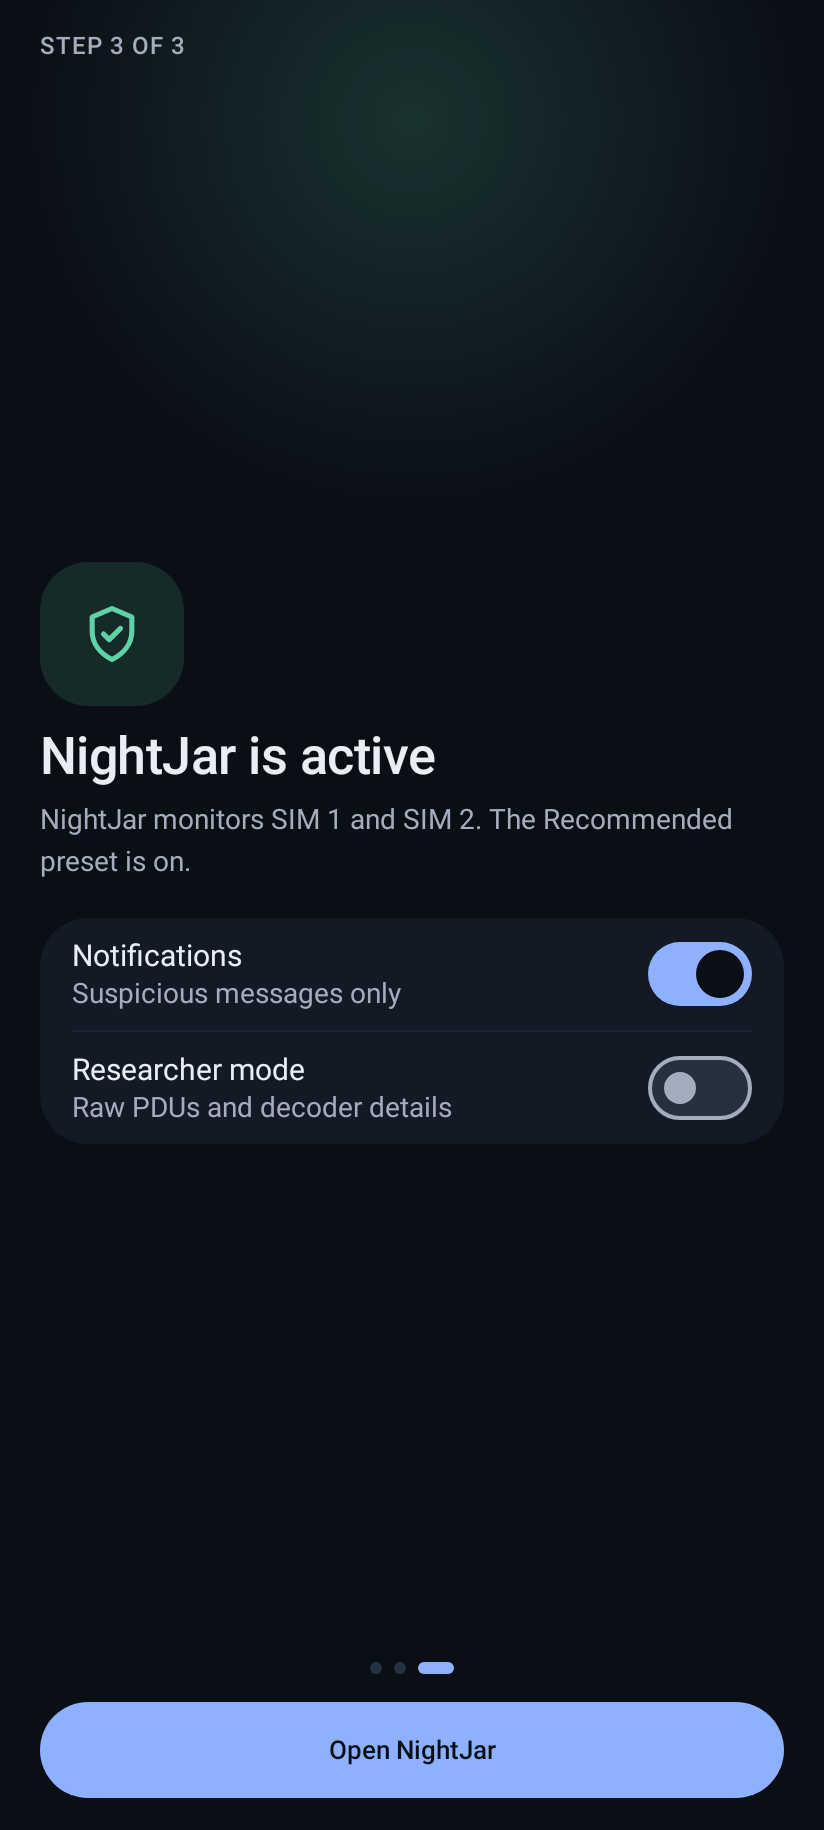 STEP 3 OF 3
NightJar is active
NightJar monitors SIM 1 and SIM 2. The Recommended
preset is on.
Notifications
Suspicious messages only
Researcher mode
Raw PDUs and decoder details
Open NightJar